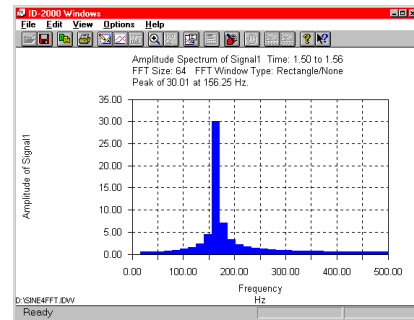 ID-2000 Windows
File Edit View Options Help
Amplitude Spectrum of Signal1 Time: 1.50 to 1.56
FFT Size: 64 FFT Window Type: Rectangle/None
Peak of 30.01 at 156.25 Hz.
Amplitude of Signal1
35.00
30.00
25.00
20.00
15.00
10.00
5.00
0.00
0.00 100.00 200.00 300.00 400.00 500.00
Frequency
Hz
D:\SINE4FFT.IDW
Ready